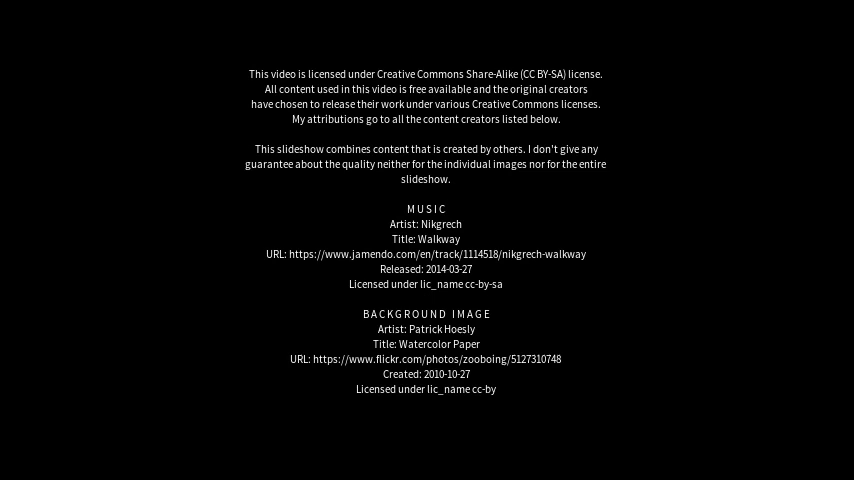 This video is licensed under Creative Commons Share-Alike (CC BY-SA) license.
All content used in this video is free available and the original creators
have chosen to release their work under various Creative Commons licenses.
My attributions go to all the content creators listed below.
This slideshow combines content that is created by others. I don't give any
guarantee about the quality neither for the individual images nor for the entire
slideshow.
MUSIC
Artist: Nikgrech
Title: Walkway
URL: https://www.jamendo.com/en/track/1114518/nikgrech-walkway
Released: 2014-03-27
Licensed under lic_name cc-by-sa
BACKGROUND IMAGE
Artist: Patrick Hoesly
Title: Watercolor Paper
URL: https://www.flickr.com/photos/zooboing/5127310748
Created: 2010-10-27
Licensed under lic_name cc-by